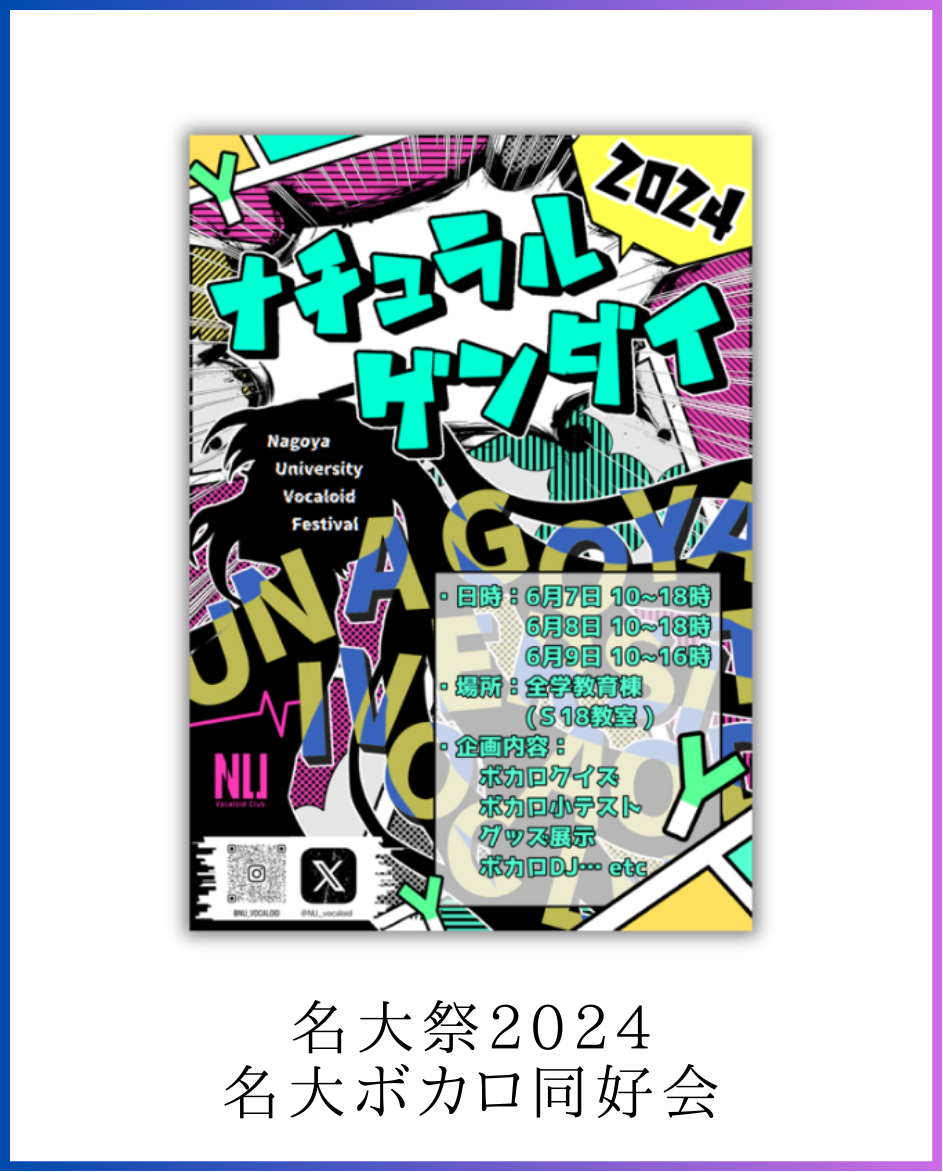 2024
ナチュラル
ゲンダイ
Nagoya
University
Vocaloid
Festival
NAGOYA
UNIVERSITY
VOCALO
・日時：6月7日 10~18時
6月8日 10~18時
6月9日 10~16時
・場所：全学教育棟
(Ｓ18教室 )
・企画内容：
ボカロクイズ
ボカロ小テスト
グッズ展示
ボカロDJ… etc
NU
Vocaloid Club.
@NU_VOCALOID
@NU_vocaloid
名大祭2024
名大ボカロ同好会